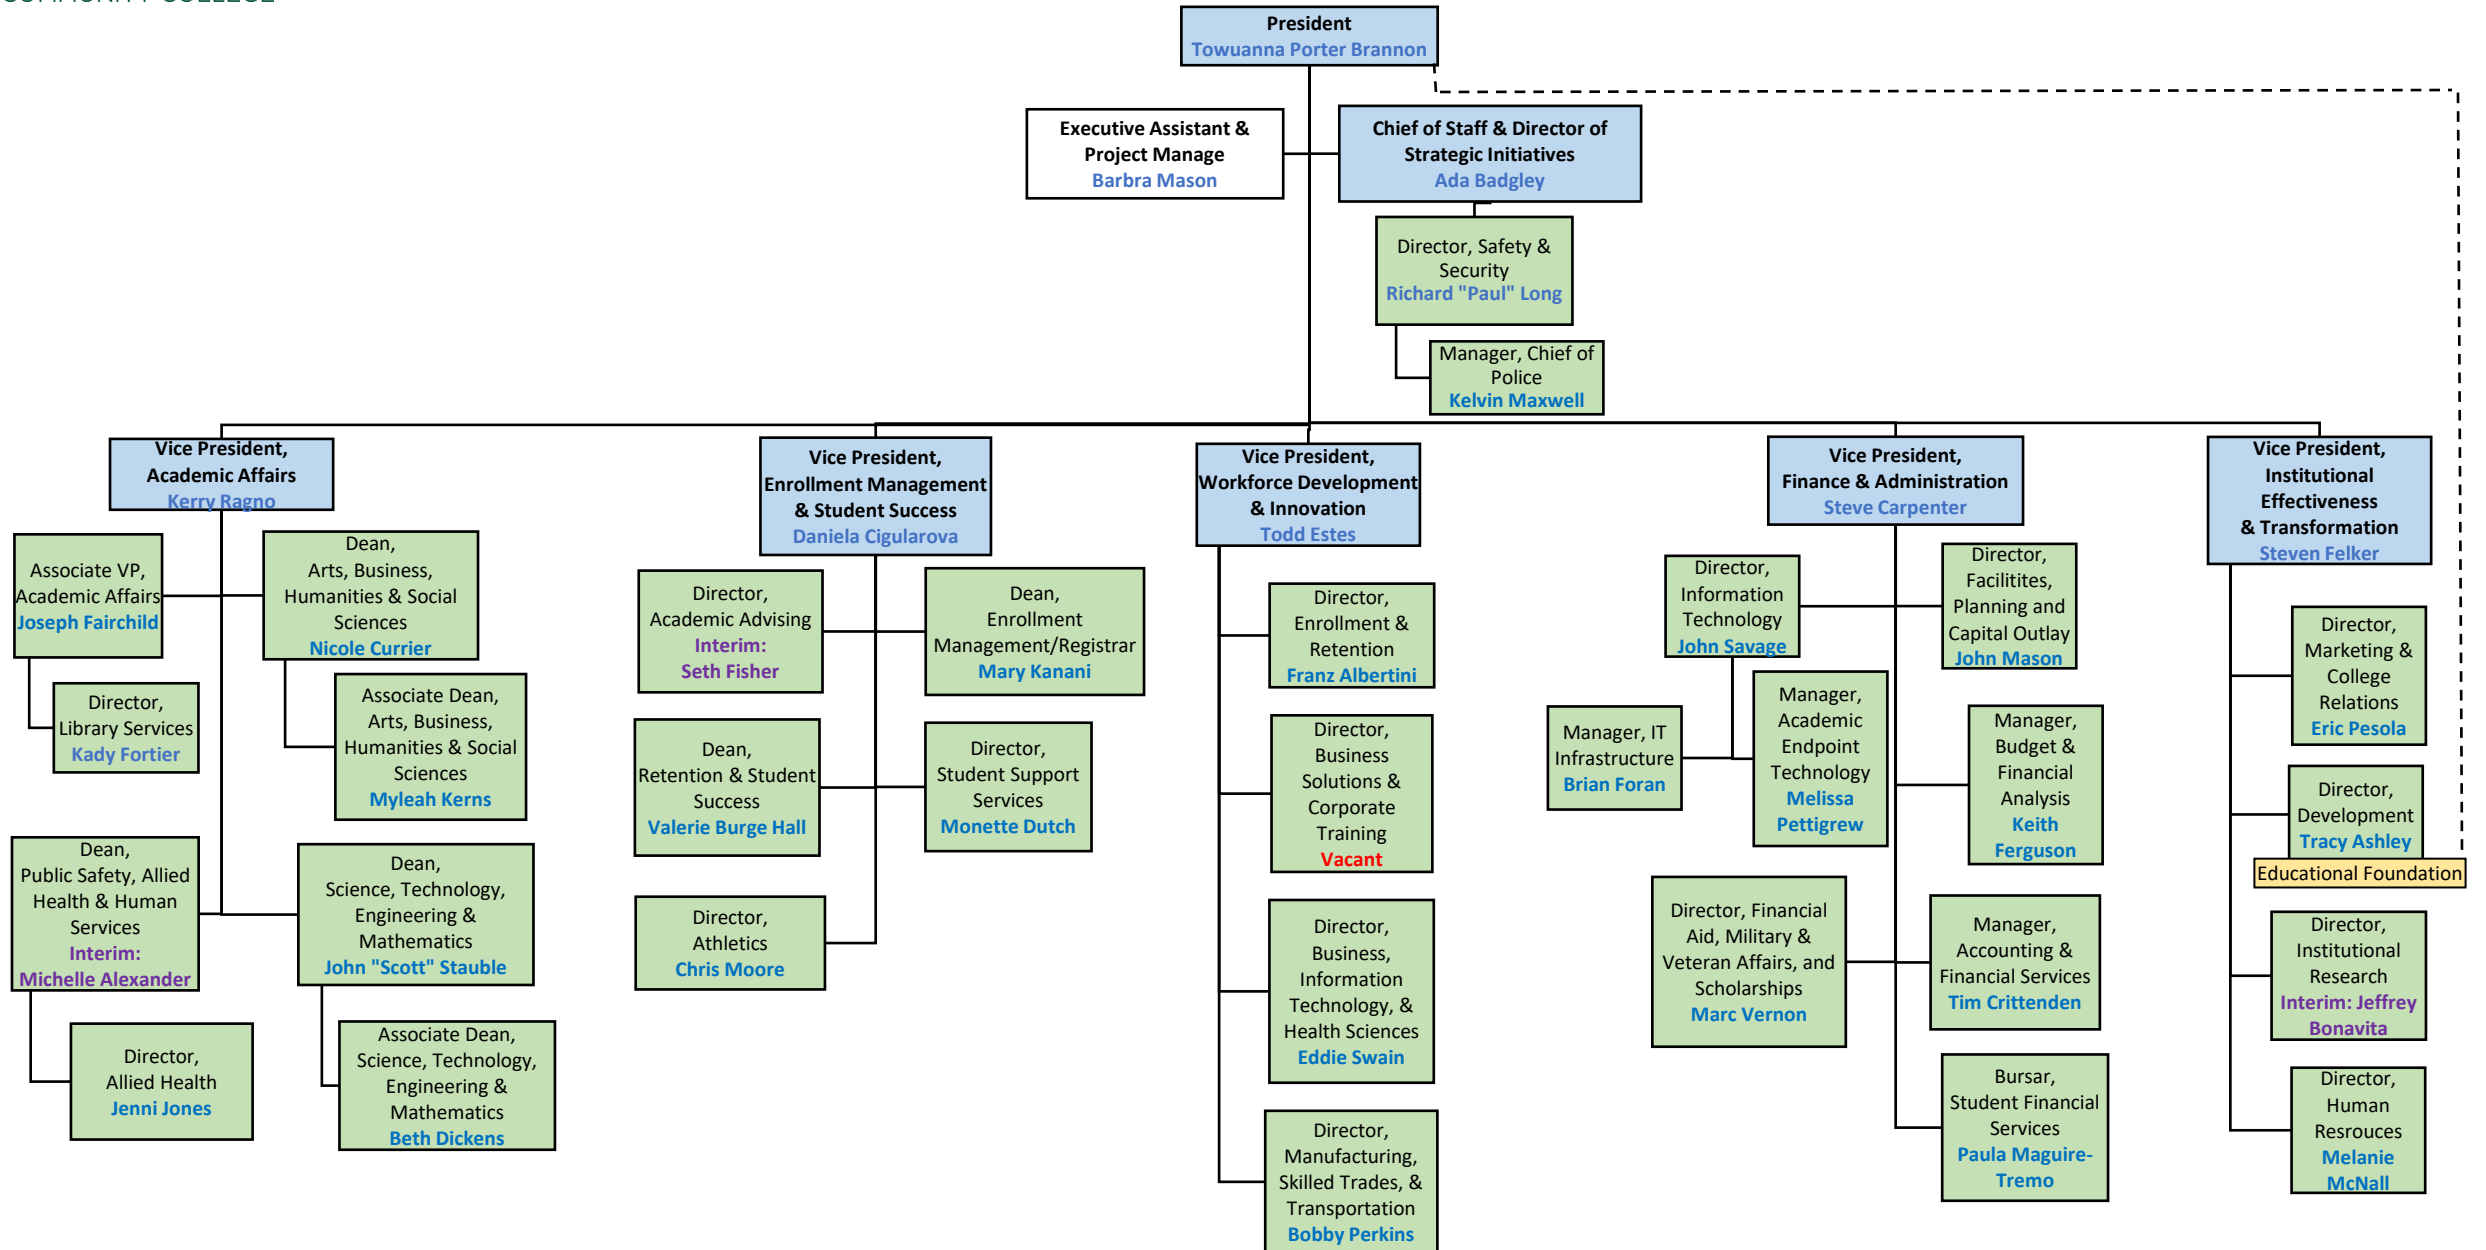 COMMUNITY COLLEGE
President
Towuanna Porter Brannon
Executive Assistant &
Project Manage
Barbra Mason
Chief of Staff & Director of
Strategic Initiatives
Ada Badgley
Director, Safety &
Security
Richard "Paul" Long
Manager, Chief of
Police
Kelvin Maxwell
Vice President,
Academic Affairs
Kerry Ragno
Associate VP,
Academic Affairs
Joseph Fairchild
Director,
Library Services
Kady Fortier
Dean,
Arts, Business,
Humanities & Social
Sciences
Nicole Currier
Associate Dean,
Arts, Business,
Humanities & Social
Sciences
Myleah Kerns
Dean,
Public Safety, Allied
Health & Human
Services
Interim:
Michelle Alexander
Director,
Allied Health
Jenni Jones
Dean,
Science, Technology,
Engineering &
Mathematics
John "Scott" Stauble
Associate Dean,
Science, Technology,
Engineering &
Mathematics
Beth Dickens
Vice President,
Enrollment Management
& Student Success
Daniela Cigularova
Director,
Academic Advising
Interim:
Seth Fisher
Dean,
Enrollment
Management/Registrar
Mary Kanani
Dean,
Retention & Student
Success
Valerie Burge Hall
Director,
Student Support
Services
Monette Dutch
Director,
Athletics
Chris Moore
Vice President,
Workforce Development
& Innovation
Todd Estes
Director,
Enrollment &
Retention
Franz Albertini
Director,
Business
Solutions &
Corporate
Training
Vacant
Director,
Business,
Information
Technology, &
Health Sciences
Eddie Swain
Director,
Manufacturing,
Skilled Trades, &
Transportation
Bobby Perkins
Vice President,
Finance & Administration
Steve Carpenter
Director,
Information
Technology
John Savage
Director,
Facilitites,
Planning and
Capital Outlay
John Mason
Manager, IT
Infrastructure
Brian Foran
Manager,
Academic
Endpoint
Technology
Melissa
Pettigrew
Manager,
Budget &
Financial
Analysis
Keith
Ferguson
Director, Financial
Aid, Military &
Veteran Affairs, and
Scholarships
Marc Vernon
Manager,
Accounting &
Financial Services
Tim Crittenden
Bursar,
Student Financial
Services
Paula Maguire-
Tremo
Vice President,
Institutional
Effectiveness
& Transformation
Steven Felker
Director,
Marketing &
College
Relations
Eric Pesola
Director,
Development
Tracy Ashley
Educational Foundation
Director,
Institutional
Research
Interim: Jeffrey
Bonavita
Director,
Human
Resrouces
Melanie
McNall